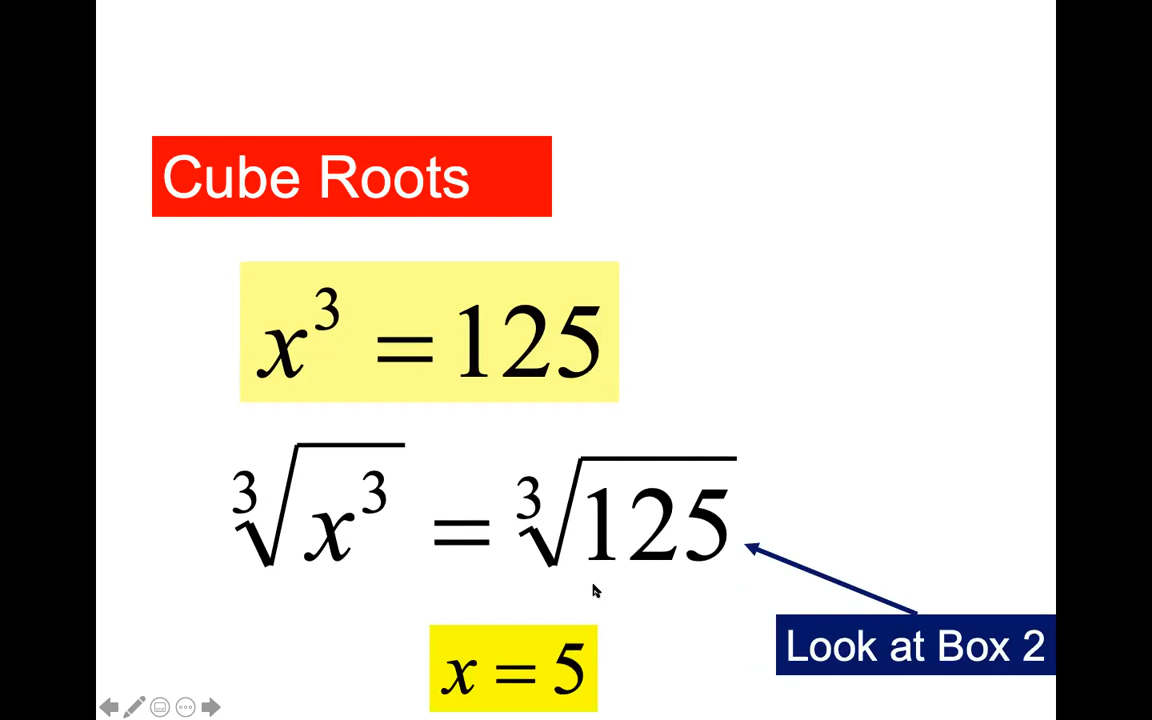 Cube Roots
x³ = 125
∛x³ = ∛125
Look at Box 2
x = 5